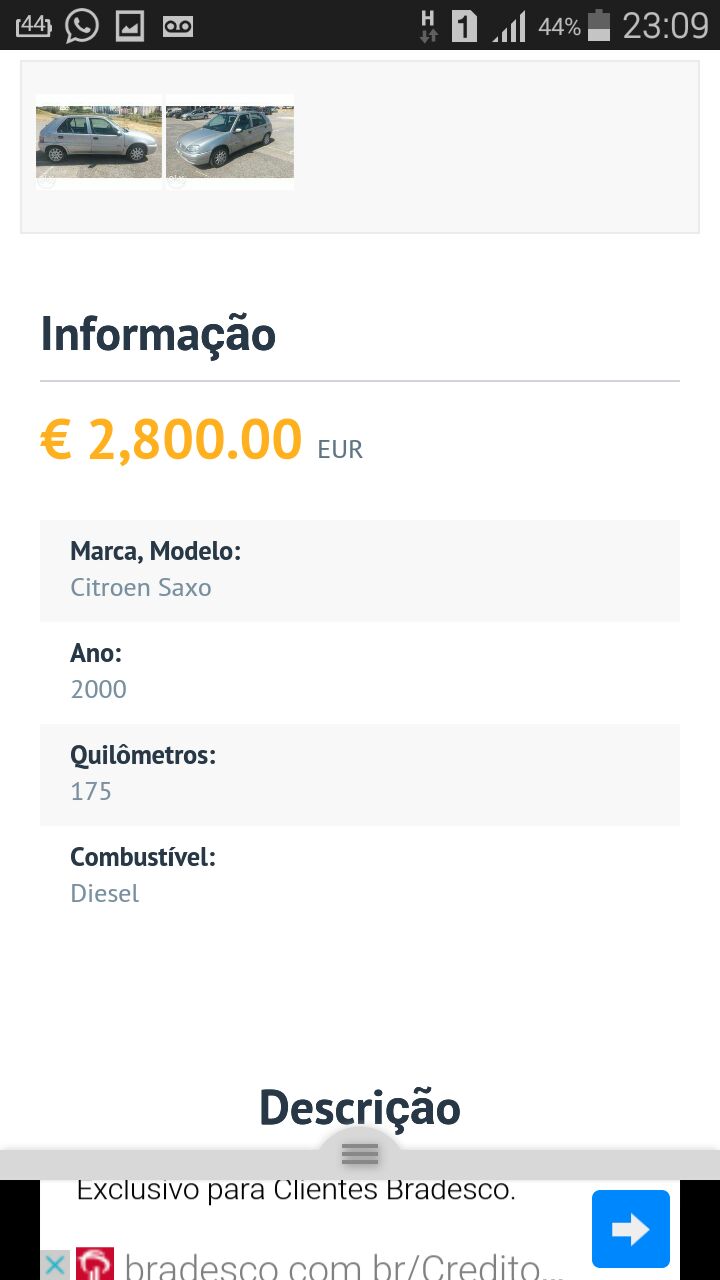 44
H
1
44%
23:09
Informação
€ 2,800.00 EUR
Marca, Modelo:
Citroen Saxo
Ano:
2000
Quilômetros:
175
Combustível:
Diesel
Descrição
Exclusivo para Clientes Bradesco.
bradesco.com.br/Credito...